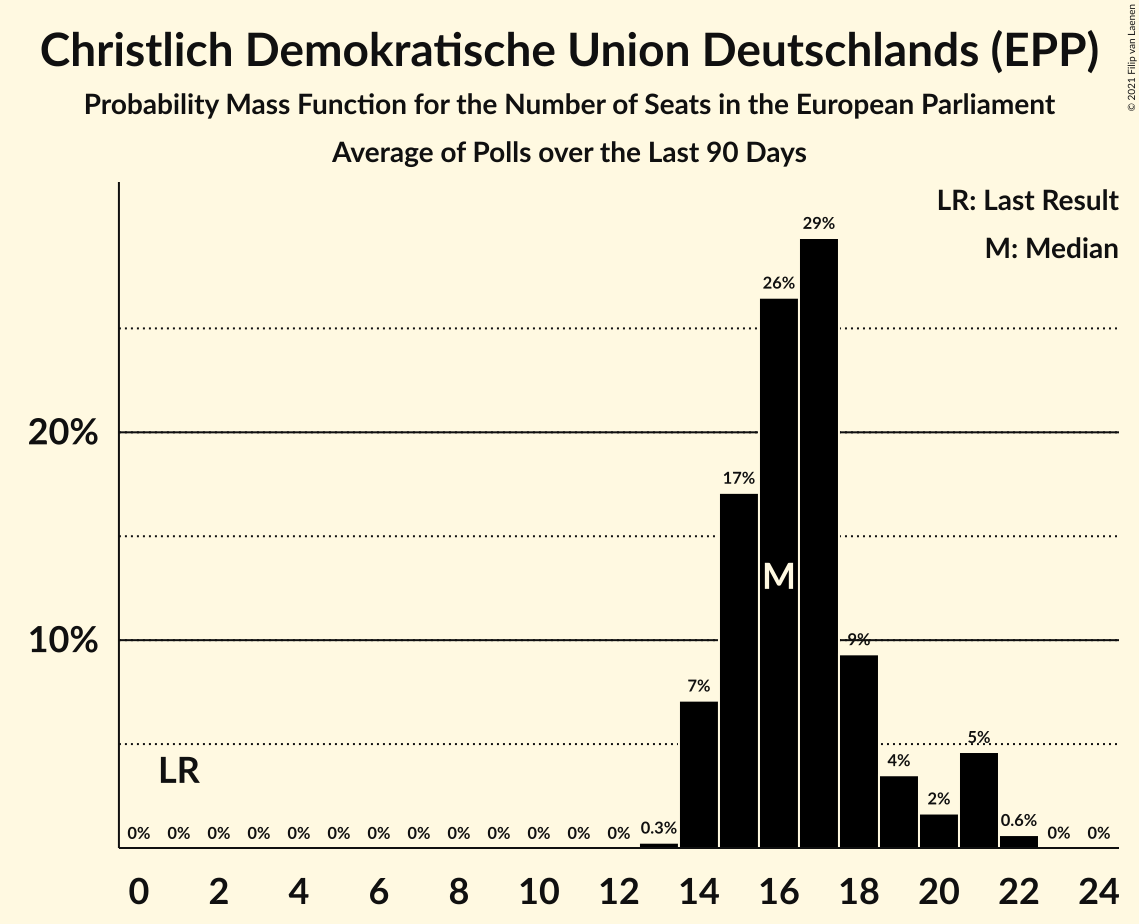 Christlich Demokratische Union Deutschlands (EPP)
Probability Mass Function for the Number of Seats in the European Parliament
Average of Polls over the Last 90 Days
© 2021 Filip van Laenen
LR: Last Result
M: Median
29%
26%
20%
17%
M
10%
9%
7%
5%
LR
4%
2%
0% 0% 0% 0% 0% 0% 0% 0% 0% 0% 0% 0% 0% 0.3% 0.6% 0% 0%
0 2 4 6 8 10 12 14 16 18 20 22 24